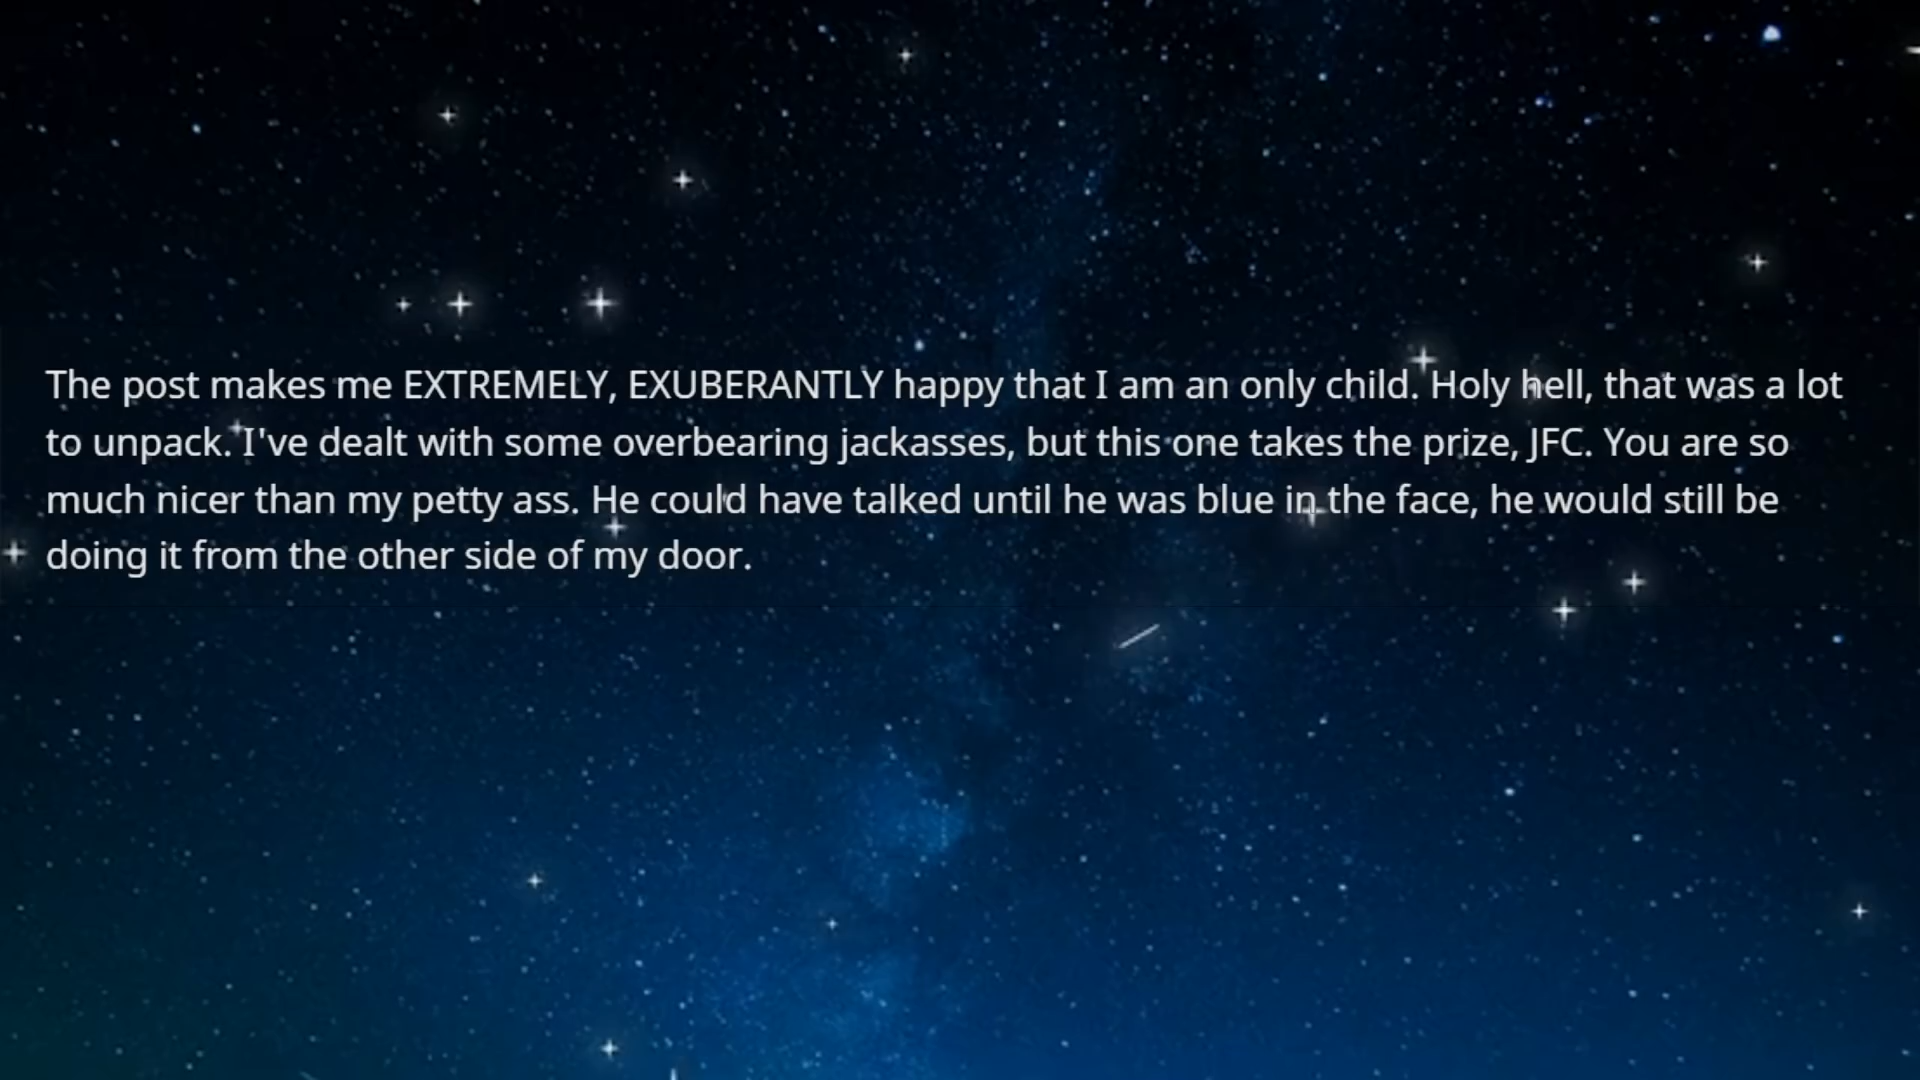 The post makes me EXTREMELY, EXUBERANTLY happy that I am an only child. Holy hell, that was a lot
to unpack. I've dealt with some overbearing jackasses, but this one takes the prize, JFC. You are so
much nicer than my petty ass. He could have talked until he was blue in the face, he would still be
doing it from the other side of my door.